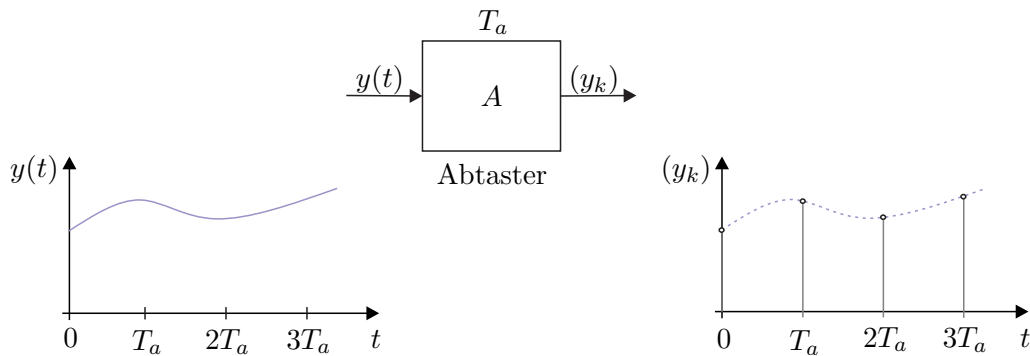 T_a
y(t)
A
(y_k)
Abtaster
y(t)
0
T_a
2T_a
3T_a
t
(y_k)
0
T_a
2T_a
3T_a
t